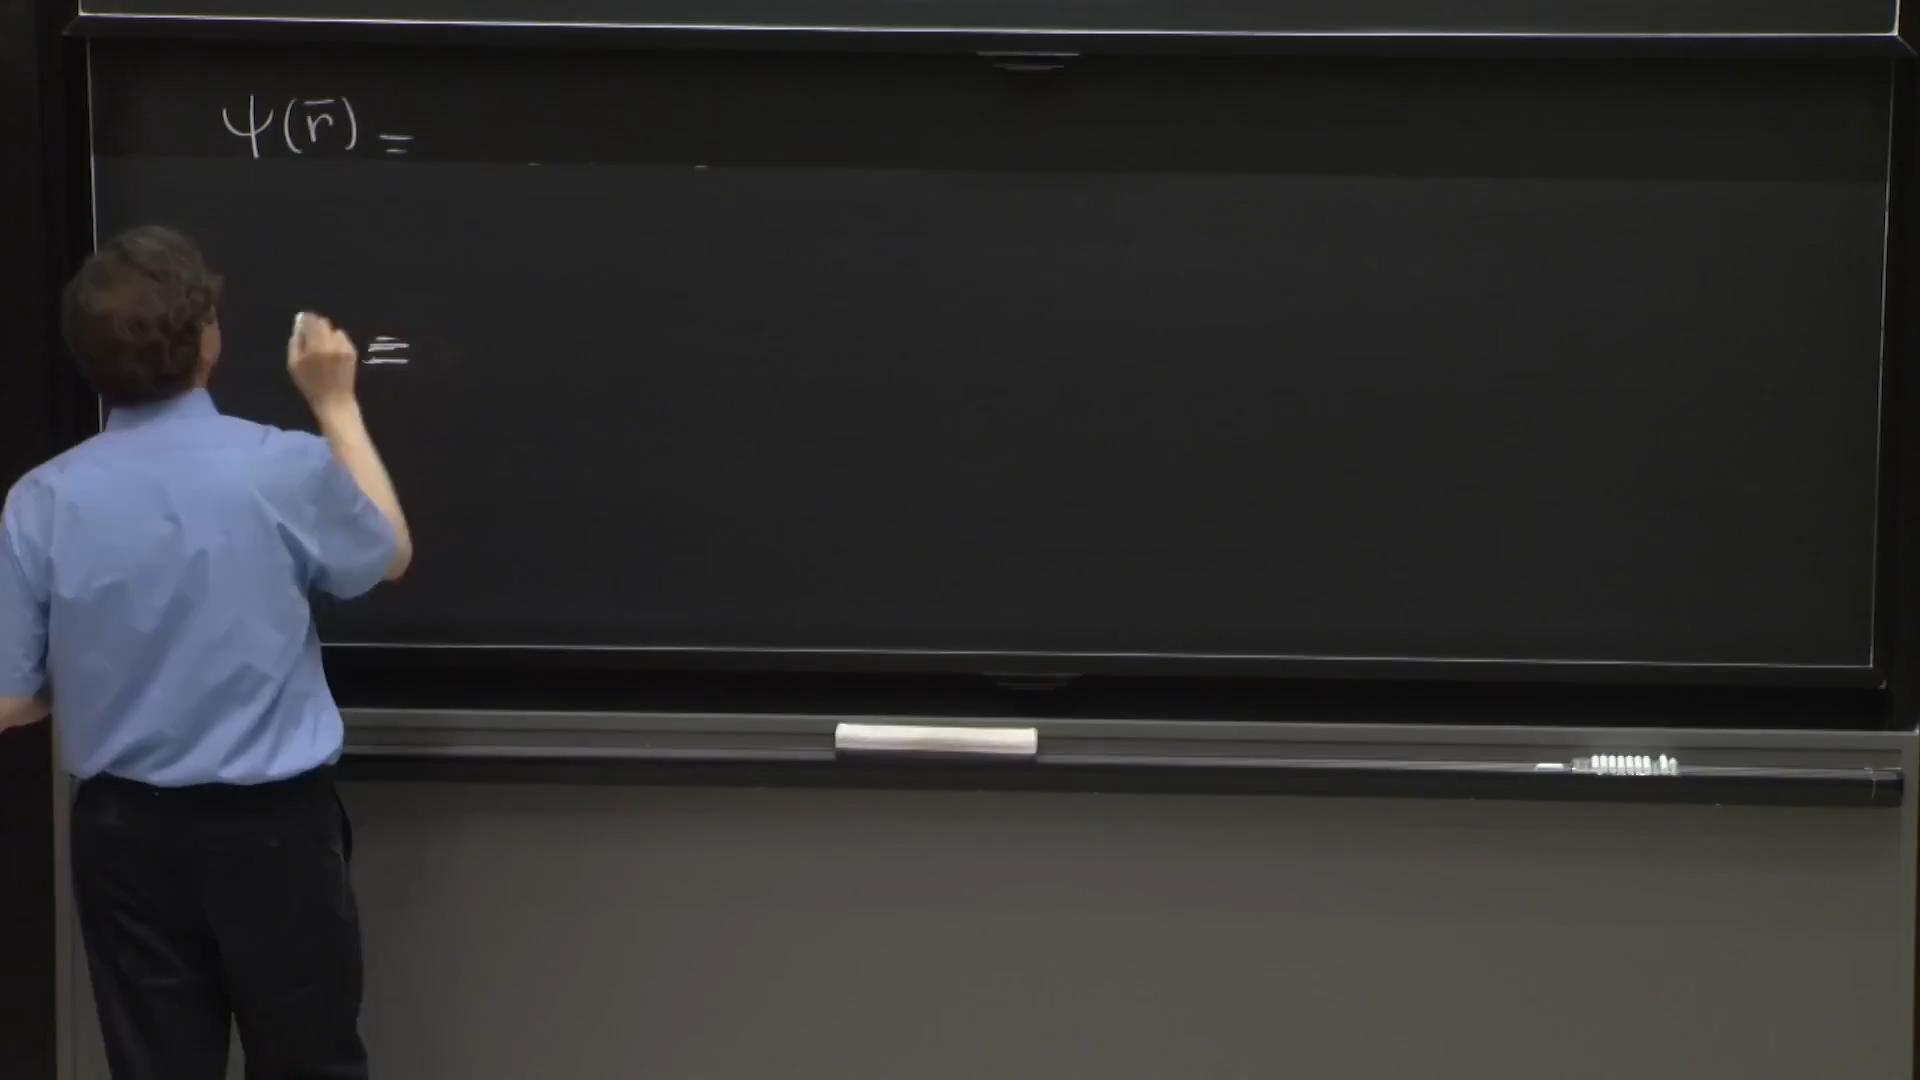 ψ(r̄) =
=